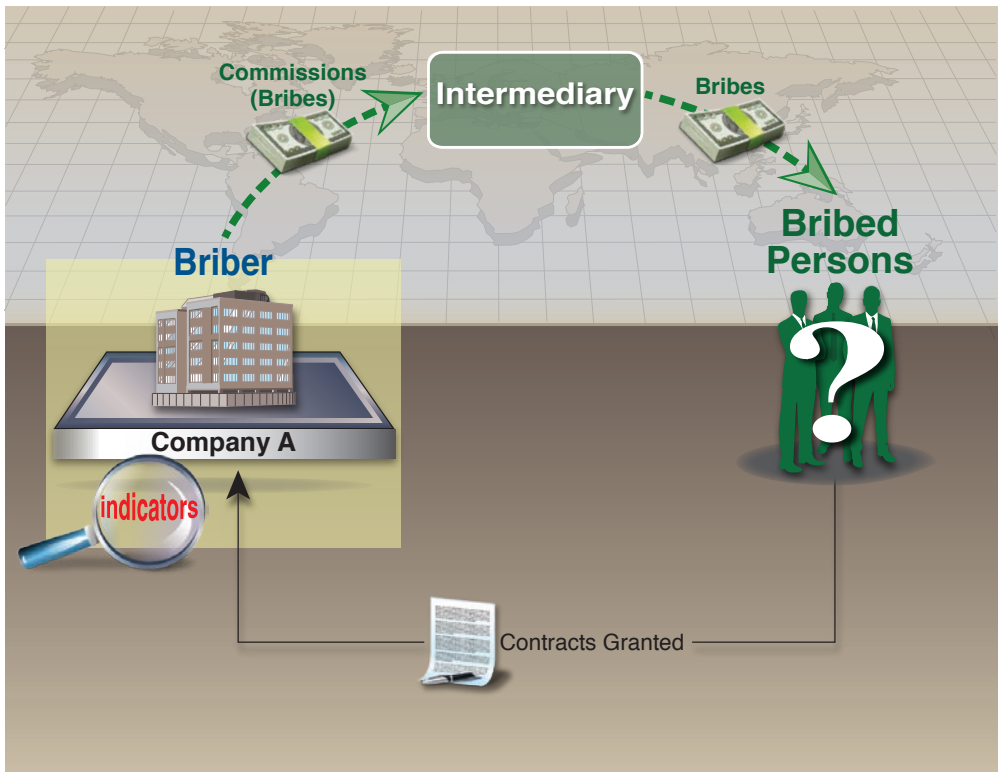 Commissions
(Bribes)
Intermediary
Bribes
Briber
Bribed
Persons
Company A
indicators
Contracts Granted